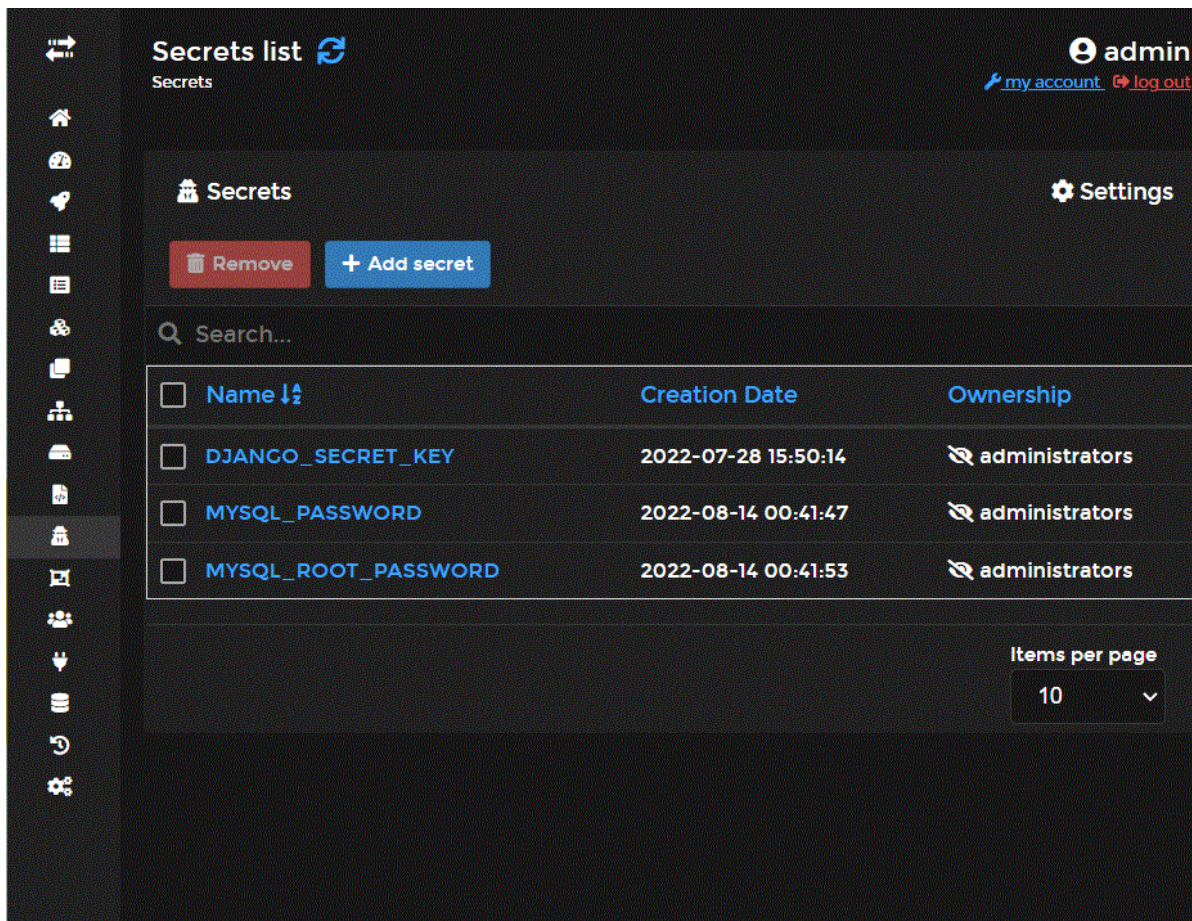 Secrets list
admin
Secrets
my account log out
Secrets
Settings
Remove
Add secret
Search...
Name Creation Date Ownership
DJANGO_SECRET_KEY 2022-07-28 15:50:14 administrators
MYSQL_PASSWORD 2022-08-14 00:41:47 administrators
MYSQL_ROOT_PASSWORD 2022-08-14 00:41:53 administrators
Items per page
10